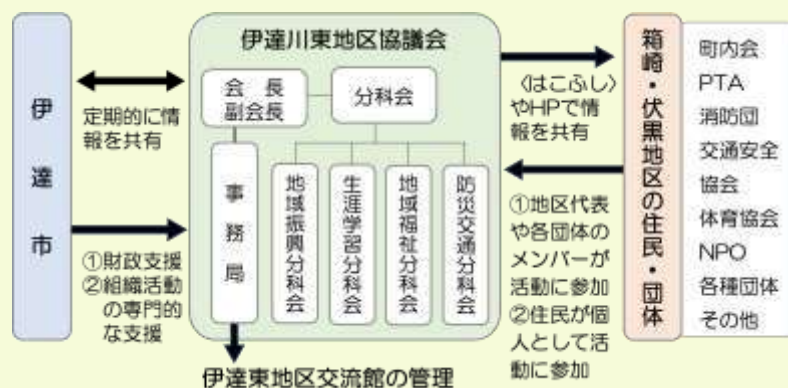 伊達市
定期的に情
報を共有
①財政支援
②組織活動
の専門的
な支援
伊達川東地区協議会
会 長
副会長
分科会
事務局
地域振興分科会
生涯学習分科会
地域福祉分科会
防災交通分科会
伊達東地区交流館の管理
〈はこふし〉
やHPで情
報を共有
①地区代表
や各団体の
メンバーが
活動に参加
②住民が個
人として活
動に参加
箱崎・伏黒地区の住民・団体
町内会
PTA
消防団
交通安全
協会
体育協会
NPO
各種団体
その他